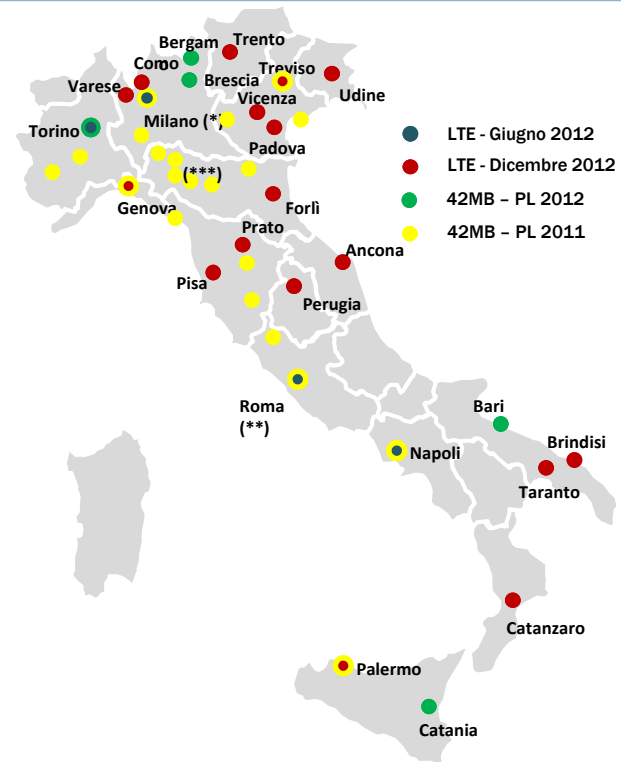 Bergam
o
Trento
Como
Treviso
Brescia
Varese
Vicenza
Udine
Torino
Milano (*)
Padova
LTE - Giugno 2012
LTE - Dicembre 2012
42MB – PL 2012
42MB – PL 2011
(***)
Genova
Forlì
Prato
Ancona
Pisa
Perugia
Roma
(**)
Bari
Napoli
Brindisi
Taranto
Catanzaro
Palermo
Catania